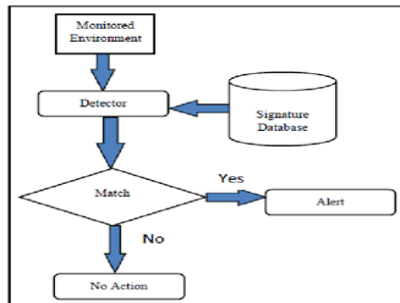 Monitored
Environment
Detector
Signature
Database
Match
Yes
Alert
No
No Action